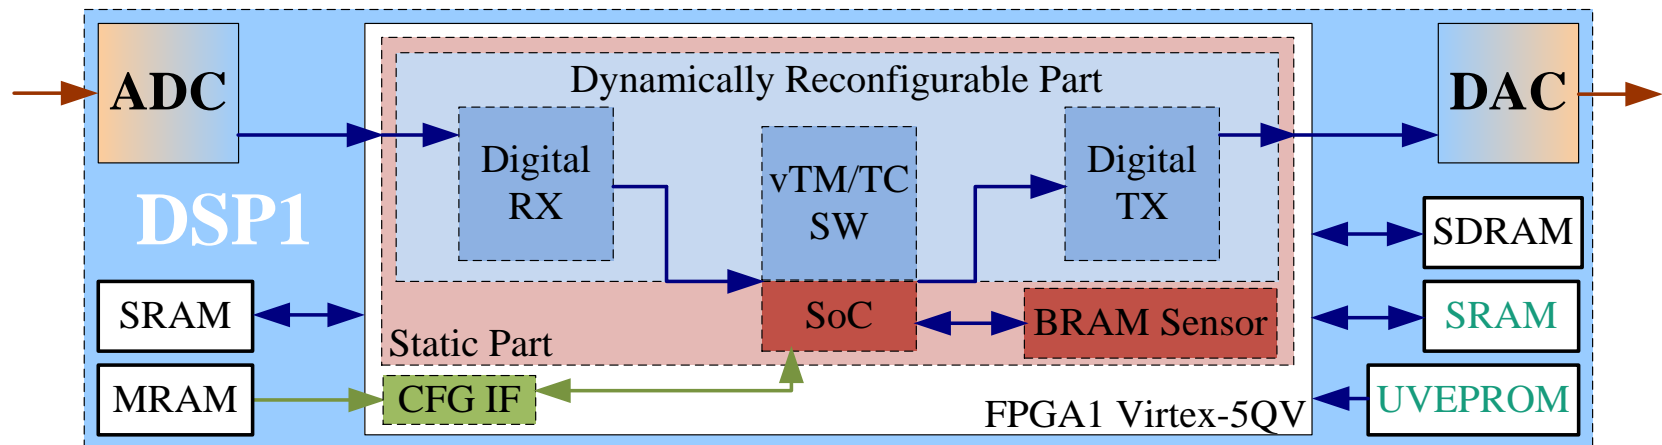 ADC
DAC
Dynamically Reconfigurable Part
Digital
RX
vTM/TC
SW
Digital
TX
DSP1
SDRAM
SRAM
SoC
BRAM Sensor
SRAM
Static Part
MRAM
CFG IF
FPGA1 Virtex-5QV
UVEPROM